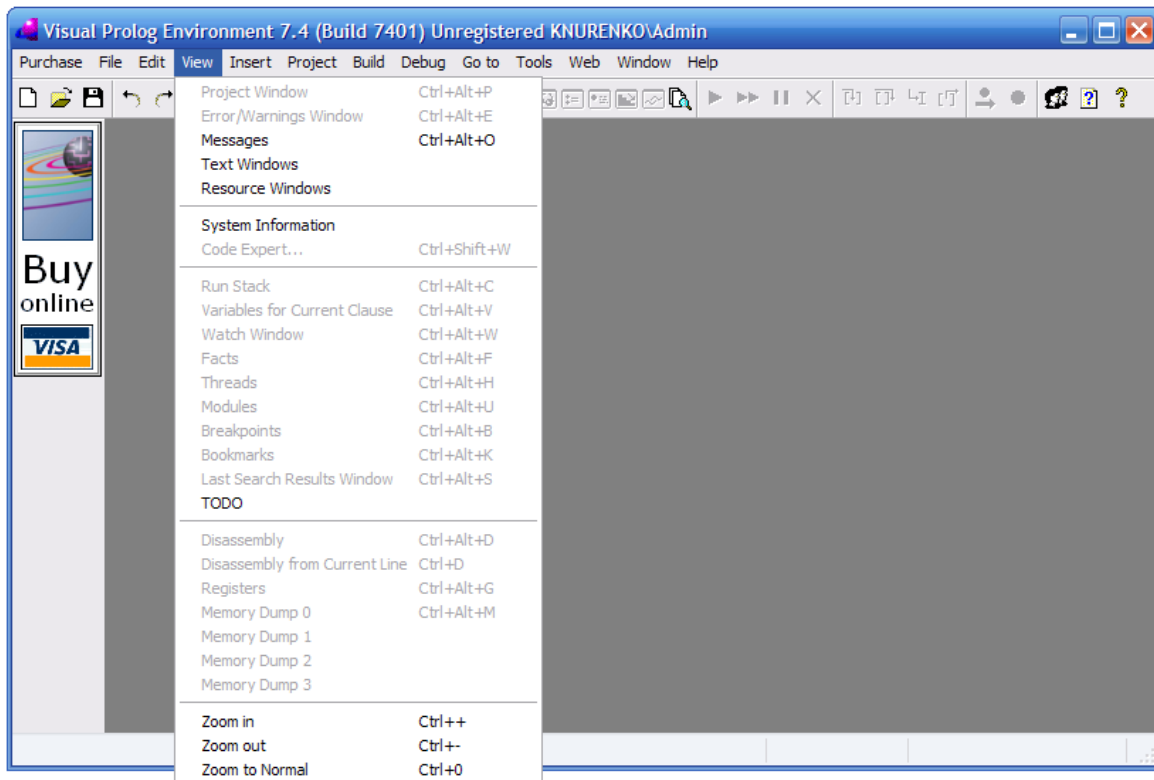 Visual Prolog Environment 7.4 (Build 7401) Unregistered KNURENKO\Admin
Purchase File Edit View Insert Project Build Debug Go to Tools Web Window Help
Project Window Ctrl+Alt+P
Error/Warnings Window Ctrl+Alt+E
Messages Ctrl+Alt+O
Text Windows
Resource Windows
System Information
Code Expert... Ctrl+Shift+W
Run Stack Ctrl+Alt+C
Variables for Current Clause Ctrl+Alt+V
Watch Window Ctrl+Alt+W
Facts Ctrl+Alt+F
Threads Ctrl+Alt+H
Modules Ctrl+Alt+U
Breakpoints Ctrl+Alt+B
Bookmarks Ctrl+Alt+K
Last Search Results Window Ctrl+Alt+S
TODO
Disassembly Ctrl+Alt+D
Disassembly from Current Line Ctrl+D
Registers Ctrl+Alt+G
Memory Dump 0 Ctrl+Alt+M
Memory Dump 1
Memory Dump 2
Memory Dump 3
Zoom in Ctrl++
Zoom out Ctrl+-
Zoom to Normal Ctrl+0
Buy
online
VISA